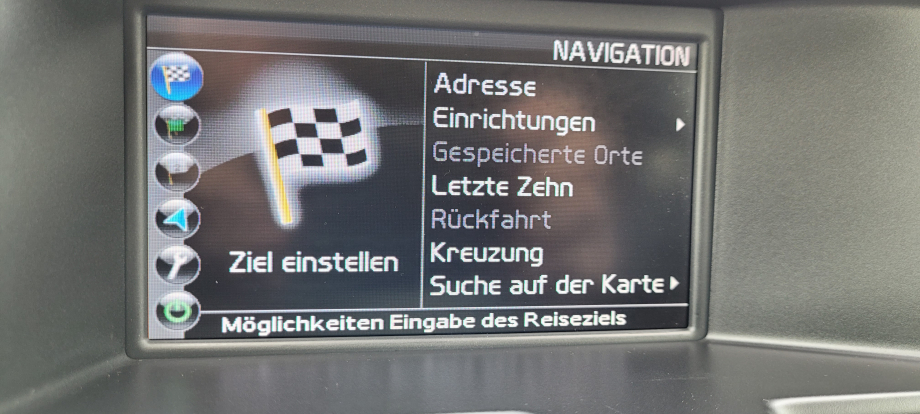 NAVIGATION
Adresse
Einrichtungen
Gespeicherte Orte
Letzte Zehn
Rückfahrt
Kreuzung
Suche auf der Karte
Ziel einstellen
Möglichkeiten Eingabe des Reiseziels